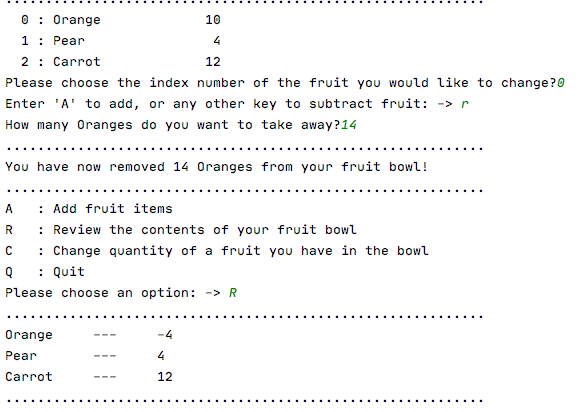 ............................................................
0 : Orange 10
1 : Pear 4
2 : Carrot 12
Please choose the index number of the fruit you would like to change?0
Enter 'A' to add, or any other key to subtract fruit: -> r
How many Oranges do you want to take away?14
............................................................
You have now removed 14 Oranges from your fruit bowl!
............................................................
A : Add fruit items
R : Review the contents of your fruit bowl
C : Change quantity of a fruit you have in the bowl
Q : Quit
Please choose an option: -> R
............................................................
Orange --- -4
Pear --- 4
Carrot --- 12
............................................................